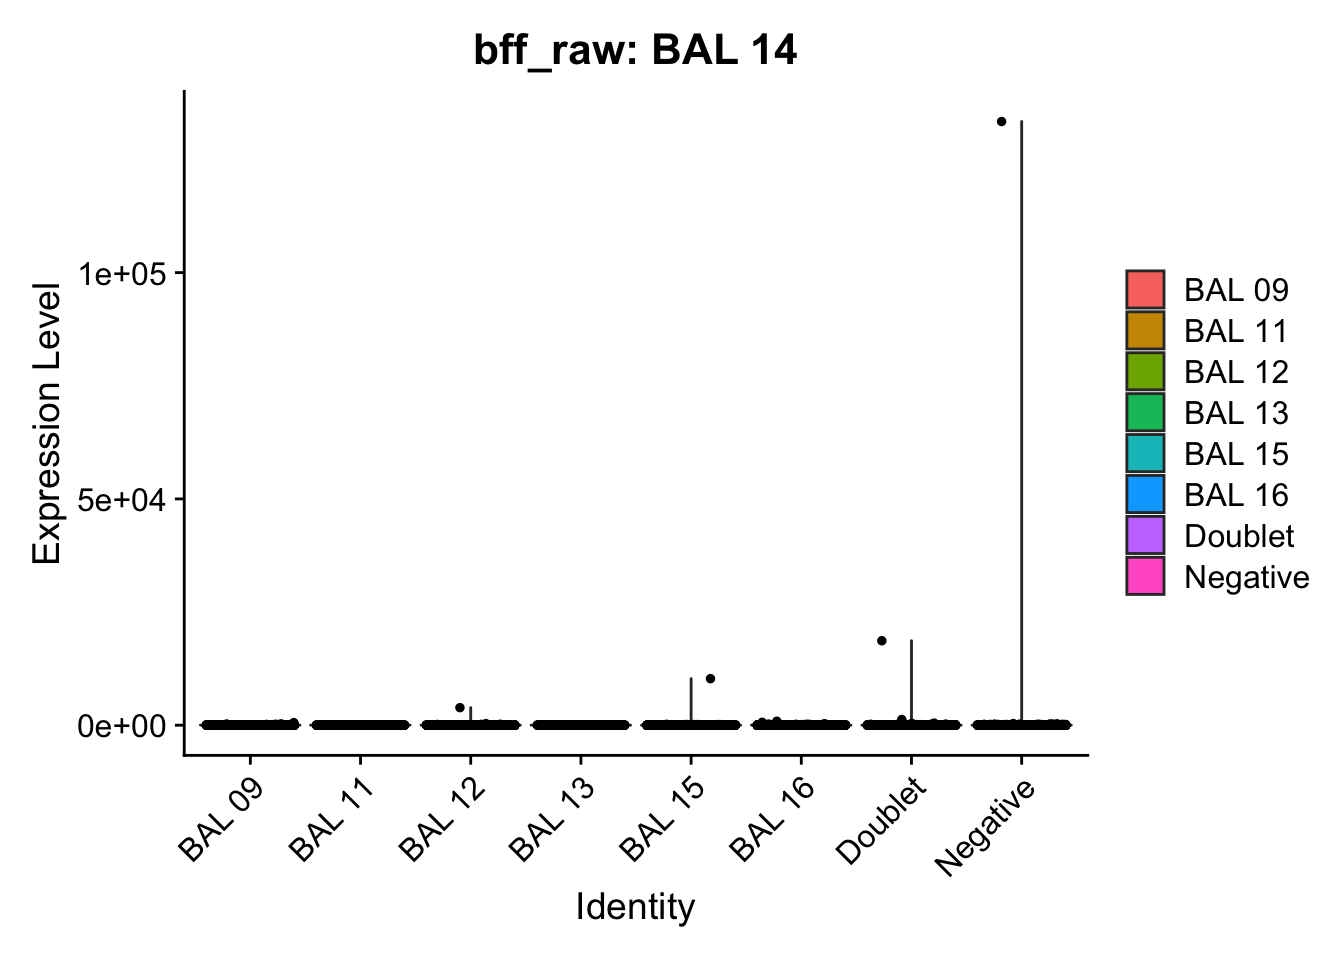 bff_raw: BAL 14
Expression Level
1e+05
5e+04
0e+00
BAL 09
BAL 11
BAL 12
BAL 13
BAL 15
BAL 16
Doublet
Negative
Identity
BAL 09
BAL 11
BAL 12
BAL 13
BAL 15
BAL 16
Doublet
Negative